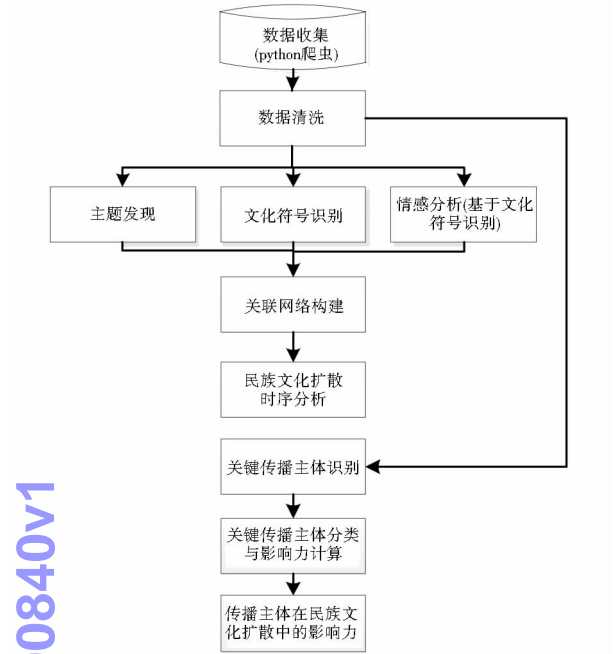 数据收集
(python爬虫)
数据清洗
主题发现
文化符号识别
情感分析(基于文化
符号识别)
关联网络构建
民族文化扩散
时序分析
关键传播主体识别
关键传播主体分类
与影响力计算
传播主体在民族文
化扩散中的影响力
0840v1